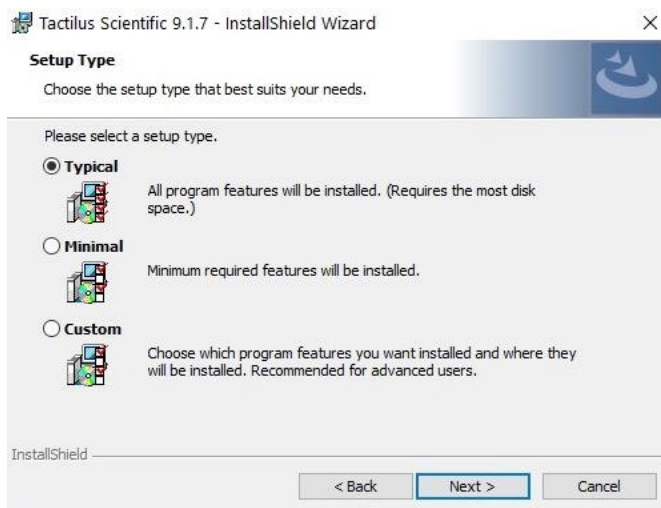 Tactilus Scientific 9.1.7 - InstallShield Wizard
Setup Type
Choose the setup type that best suits your needs.
Please select a setup type.
Typical
All program features will be installed. (Requires the most disk
space.)
Minimal
Minimum required features will be installed.
Custom
Choose which program features you want installed and where they
will be installed. Recommended for advanced users.
InstallShield
< Back
Next >
Cancel